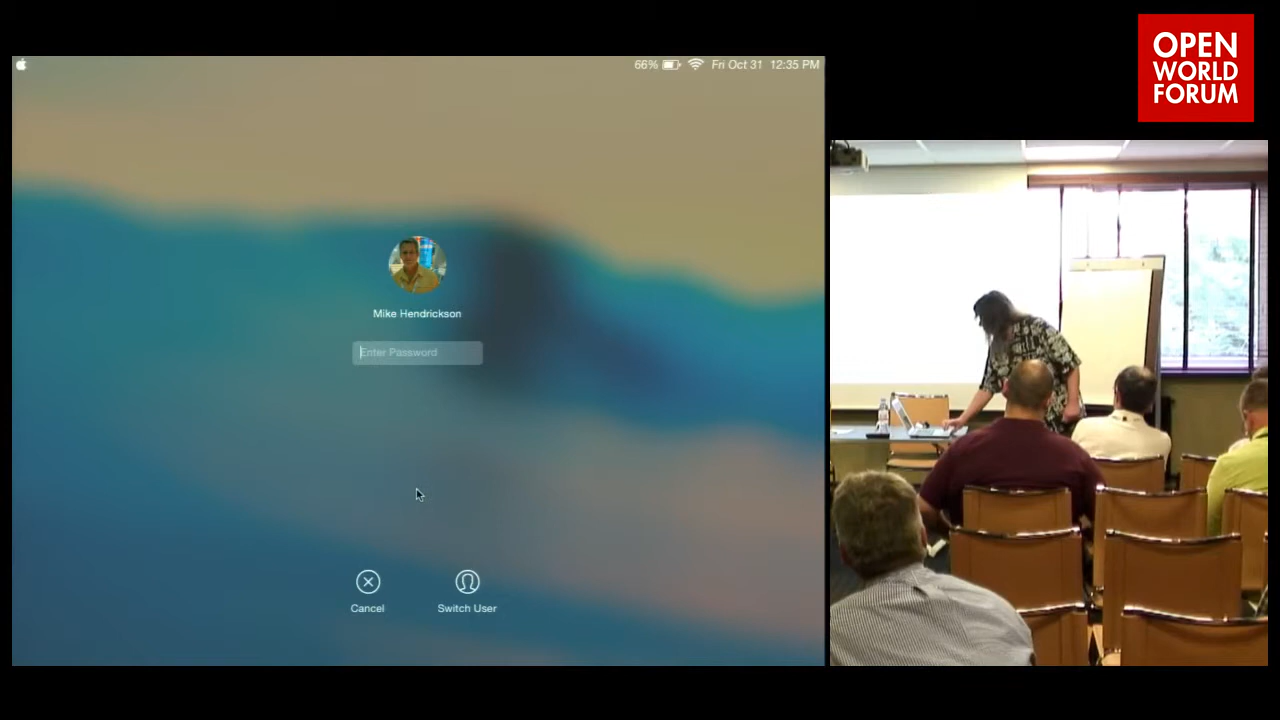 66% Fri Oct 31 12:35 PM
Mike Hendrickson
Enter Password
Cancel
Switch User
OPEN
WORLD
FORUM